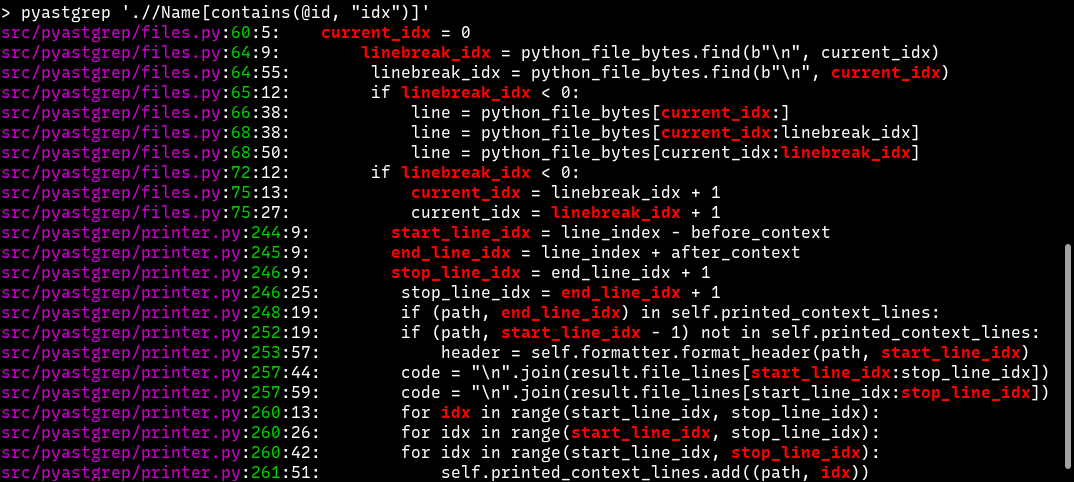 > pyastgrep './/Name[contains(@id, "idx")]'
src/pyastgrep/files.py:60:5:    current_idx = 0
src/pyastgrep/files.py:64:9:        linebreak_idx = python_file_bytes.find(b"\n", current_idx)
src/pyastgrep/files.py:64:55:        linebreak_idx = python_file_bytes.find(b"\n", current_idx)
src/pyastgrep/files.py:65:12:        if linebreak_idx < 0:
src/pyastgrep/files.py:66:38:            line = python_file_bytes[current_idx:]
src/pyastgrep/files.py:68:38:            line = python_file_bytes[current_idx:linebreak_idx]
src/pyastgrep/files.py:68:50:            line = python_file_bytes[current_idx:linebreak_idx]
src/pyastgrep/files.py:72:12:        if linebreak_idx < 0:
src/pyastgrep/files.py:75:13:            current_idx = linebreak_idx + 1
src/pyastgrep/files.py:75:27:            current_idx = linebreak_idx + 1
src/pyastgrep/printer.py:244:9:        start_line_idx = line_index - before_context
src/pyastgrep/printer.py:245:9:        end_line_idx = line_index + after_context
src/pyastgrep/printer.py:246:9:        stop_line_idx = end_line_idx + 1
src/pyastgrep/printer.py:246:25:        stop_line_idx = end_line_idx + 1
src/pyastgrep/printer.py:248:19:        if (path, end_line_idx) in self.printed_context_lines:
src/pyastgrep/printer.py:252:19:        if (path, start_line_idx - 1) not in self.printed_context_lines:
src/pyastgrep/printer.py:253:57:            header = self.formatter.format_header(path, start_line_idx)
src/pyastgrep/printer.py:257:44:        code = "\n".join(result.file_lines[start_line_idx:stop_line_idx])
src/pyastgrep/printer.py:257:59:        code = "\n".join(result.file_lines[start_line_idx:stop_line_idx])
src/pyastgrep/printer.py:260:13:        for idx in range(start_line_idx, stop_line_idx):
src/pyastgrep/printer.py:260:26:        for idx in range(start_line_idx, stop_line_idx):
src/pyastgrep/printer.py:260:42:        for idx in range(start_line_idx, stop_line_idx):
src/pyastgrep/printer.py:261:51:            self.printed_context_lines.add((path, idx))